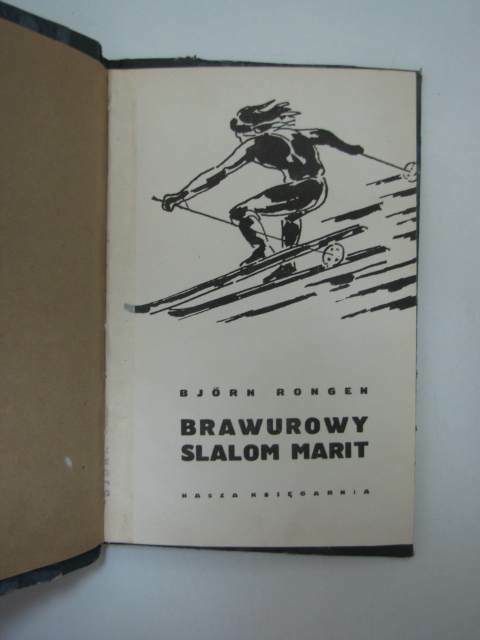 BJÖRN RONGEN
BRAWUROWY
SLALOM MARIT
NASZA KSIĘGARNIA